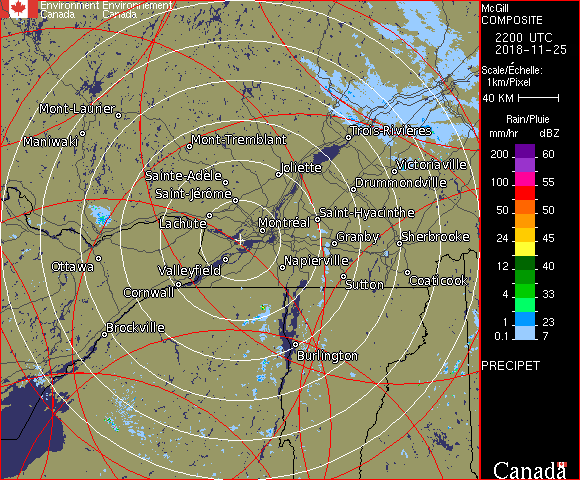 Environment Environnement
Canada Canada
McGill
COMPOSITE
2200 UTC
2018-11-25
Scale/Échelle:
1km/Pixel
40 KM
Rain/Pluie
mm/hr dBZ
200 60
100 55
50 50
24 45
12 40
4 33
1 23
0.1 7
PRECIPET
Canada
Mont-Laurier
Maniwaki
Mont-Tremblant
Trois-Rivières
Sainte-Adèle
Joliette
Victoriaville
Saint-Jérôme
Drummondville
Lachute
Montréal
Saint-Hyacinthe
Granby
Sherbrooke
Ottawa
Valleyfield
Napierville
Sutton
Coaticook
Cornwall
Brockville
Burlington